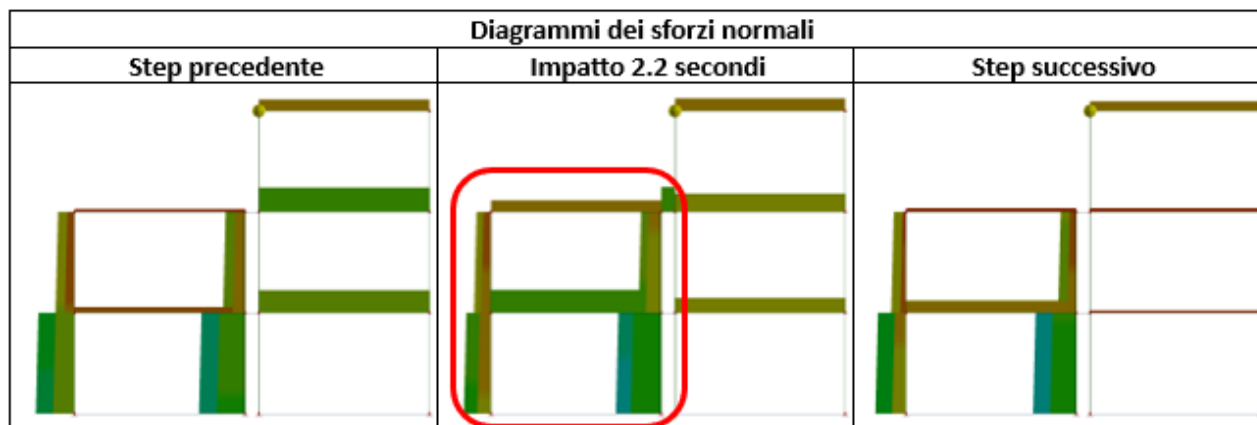 Diagrammi dei sforzi normali
Step precedente
Impatto 2.2 secondi
Step successivo